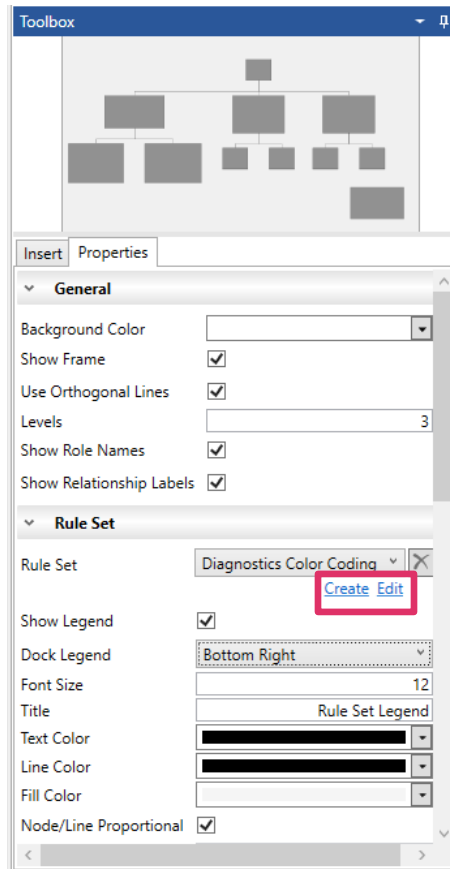 Toolbox
Insert Properties
General
Background Color
Show Frame
Use Orthogonal Lines
Levels 3
Show Role Names
Show Relationship Labels
Rule Set
Rule Set Diagnostics Color Coding
Create Edit
Show Legend
Dock Legend Bottom Right
Font Size 12
Title Rule Set Legend
Text Color
Line Color
Fill Color
Node/Line Proportional